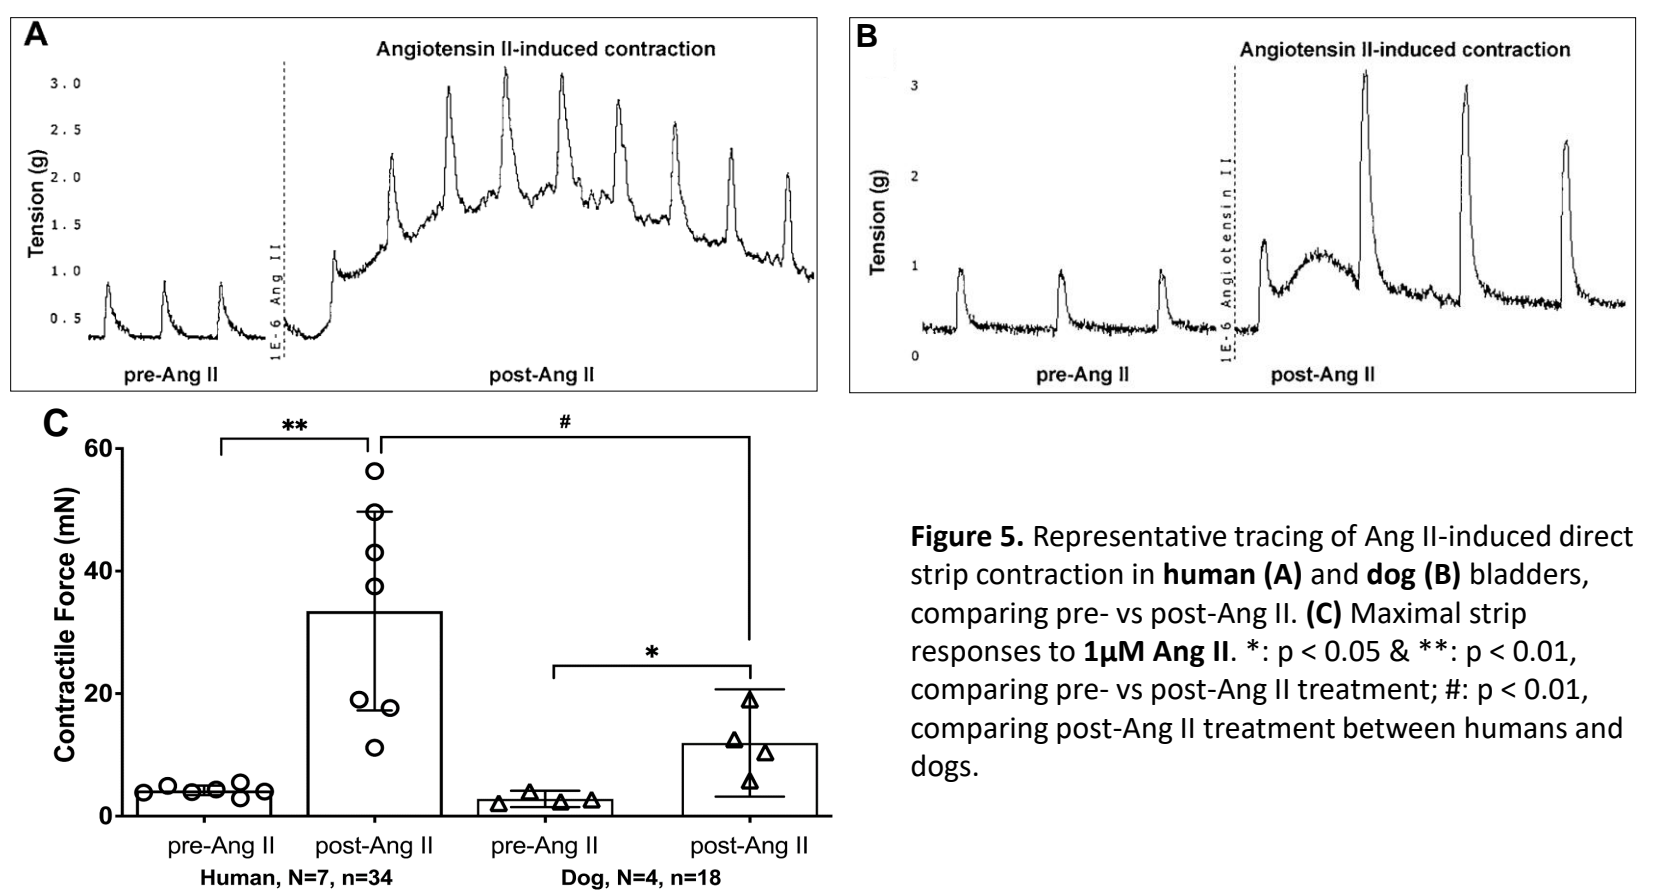 A
Angiotensin II-induced contraction
Tension (g)
3.0
2.5
2.0
1.5
1.0
0.5
1E-6 Ang II
pre-Ang II
post-Ang II
B
Angiotensin II-induced contraction
Tension (g)
3
2
1
0
1E-6 Angiotensin II
pre-Ang II
post-Ang II
C
**
#
*
Contractile Force (mN)
60
40
20
0
pre-Ang II
post-Ang II
pre-Ang II
post-Ang II
Human, N=7, n=34
Dog, N=4, n=18
Figure 5. Representative tracing of Ang II-induced direct
strip contraction in human (A) and dog (B) bladders,
comparing pre- vs post-Ang II. (C) Maximal strip
responses to 1µM Ang II. *: p < 0.05 & **: p < 0.01,
comparing pre- vs post-Ang II treatment; #: p < 0.01,
comparing post-Ang II treatment between humans and
dogs.